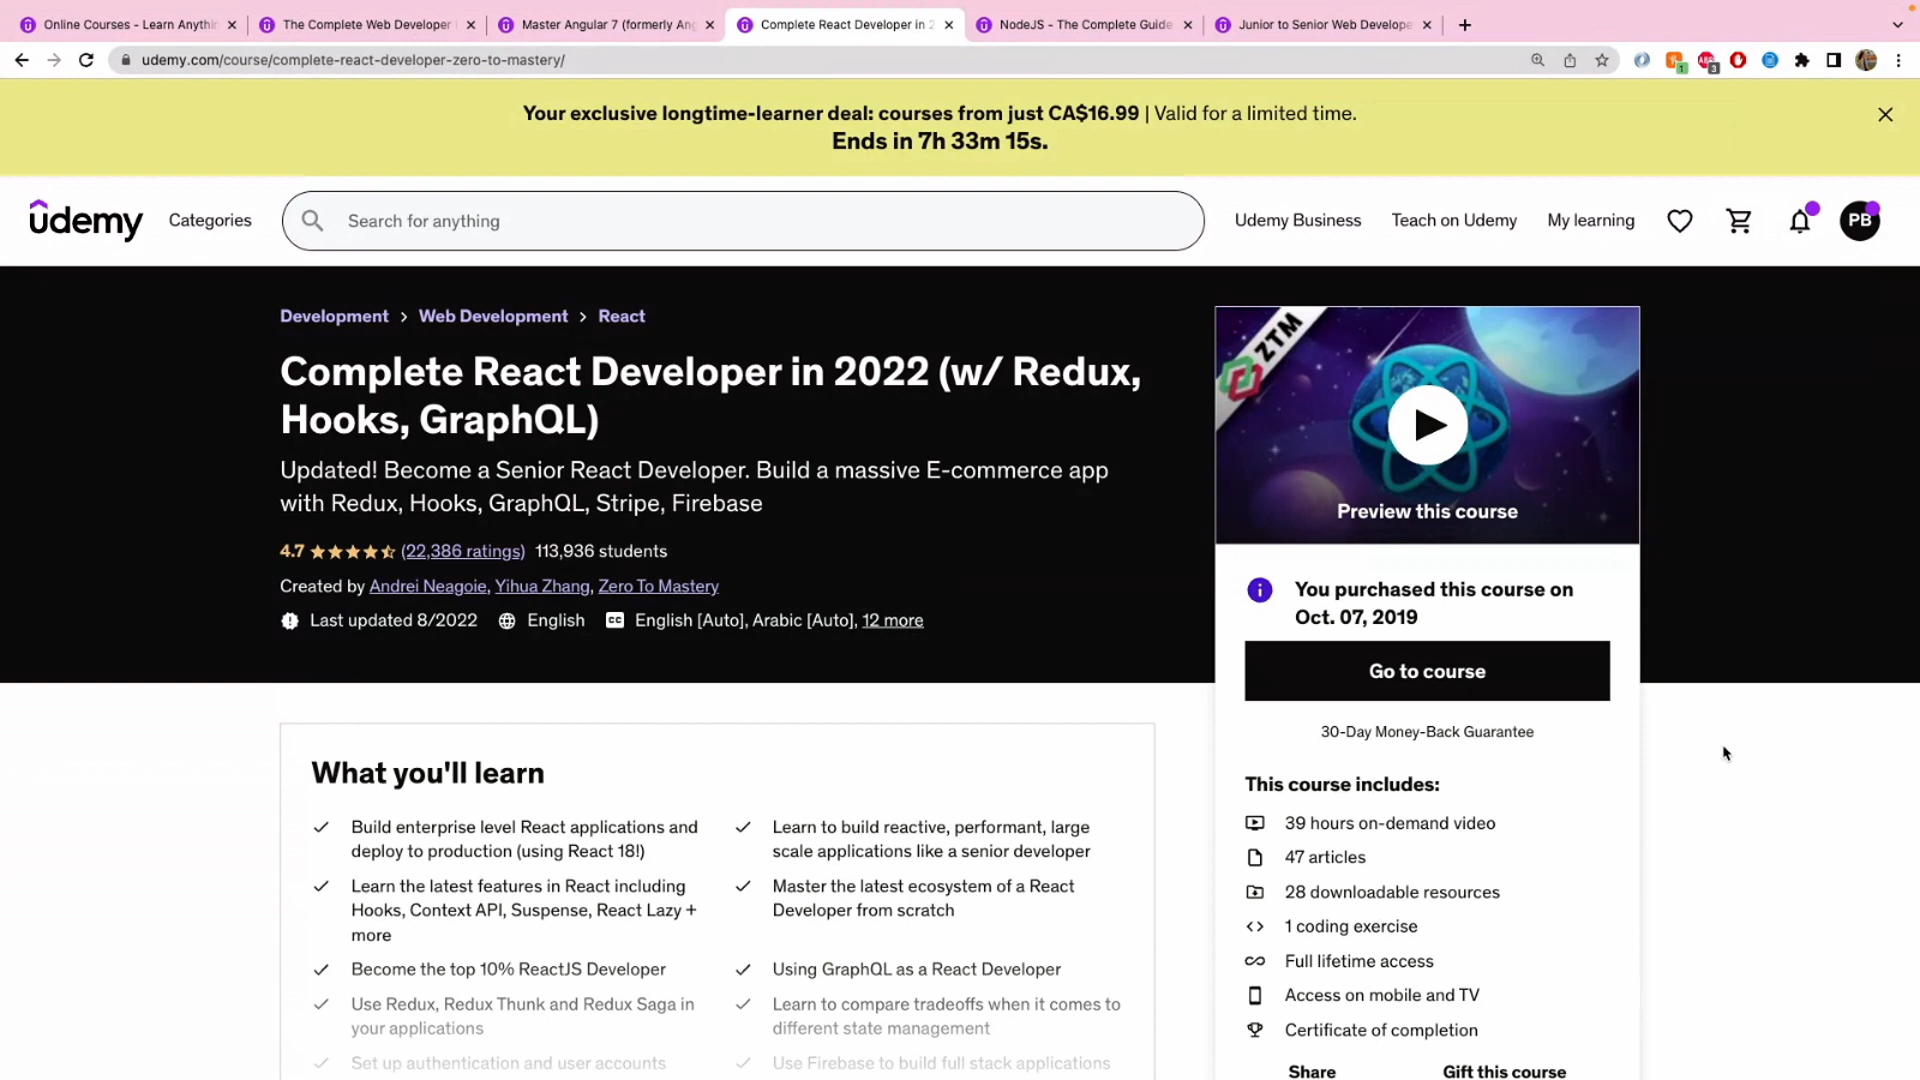 Online Courses - Learn Anythin
The Complete Web Developer
Master Angular 7 (formerly Ang
Complete React Developer in 2
NodeJS - The Complete Guide
Junior to Senior Web Develope
udemy.com/course/complete-react-developer-zero-to-mastery/
1
3
Your exclusive longtime-learner deal: courses from just CA$16.99 | Valid for a limited time.
Ends in 7h 33m 15s.
udemy
Categories
Search for anything
Udemy Business
Teach on Udemy
My learning
PB
Development > Web Development > React
Complete React Developer in 2022 (w/ Redux,
Hooks, GraphQL)
Updated! Become a Senior React Developer. Build a massive E-commerce app
with Redux, Hooks, GraphQL, Stripe, Firebase
4.7 (22,386 ratings) 113,936 students
Created by Andrei Neagoie, Yihua Zhang, Zero To Mastery
Last updated 8/2022 English CC English [Auto], Arabic [Auto], 12 more
ZTM
Preview this course
You purchased this course on
Oct. 07, 2019
Go to course
30-Day Money-Back Guarantee
This course includes:
39 hours on-demand video
47 articles
28 downloadable resources
1 coding exercise
Full lifetime access
Access on mobile and TV
Certificate of completion
Share
Gift this course
What you'll learn
Build enterprise level React applications and
deploy to production (using React 18!)
Learn the latest features in React including
Hooks, Context API, Suspense, React Lazy +
more
Become the top 10% ReactJS Developer
Use Redux, Redux Thunk and Redux Saga in
your applications
Set up authentication and user accounts
Learn to build reactive, performant, large
scale applications like a senior developer
Master the latest ecosystem of a React
Developer from scratch
Using GraphQL as a React Developer
Learn to compare tradeoffs when it comes to
different state management
Use Firebase to build full stack applications